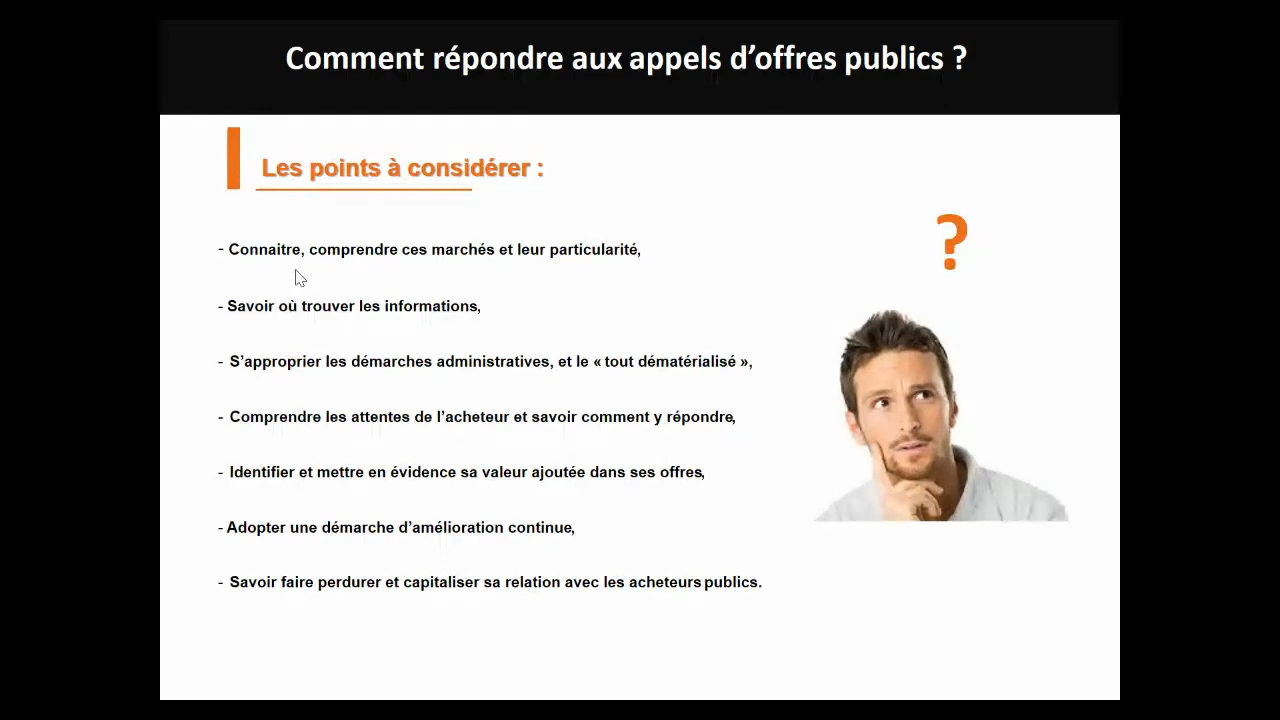 Comment répondre aux appels d’offres publics ?
Les points à considérer :
?
- Connaitre, comprendre ces marchés et leur particularité,
- Savoir où trouver les informations,
- S’approprier les démarches administratives, et le « tout dématérialisé »,
- Comprendre les attentes de l’acheteur et savoir comment y répondre,
- Identifier et mettre en évidence sa valeur ajoutée dans ses offres,
- Adopter une démarche d’amélioration continue,
- Savoir faire perdurer et capitaliser sa relation avec les acheteurs publics.